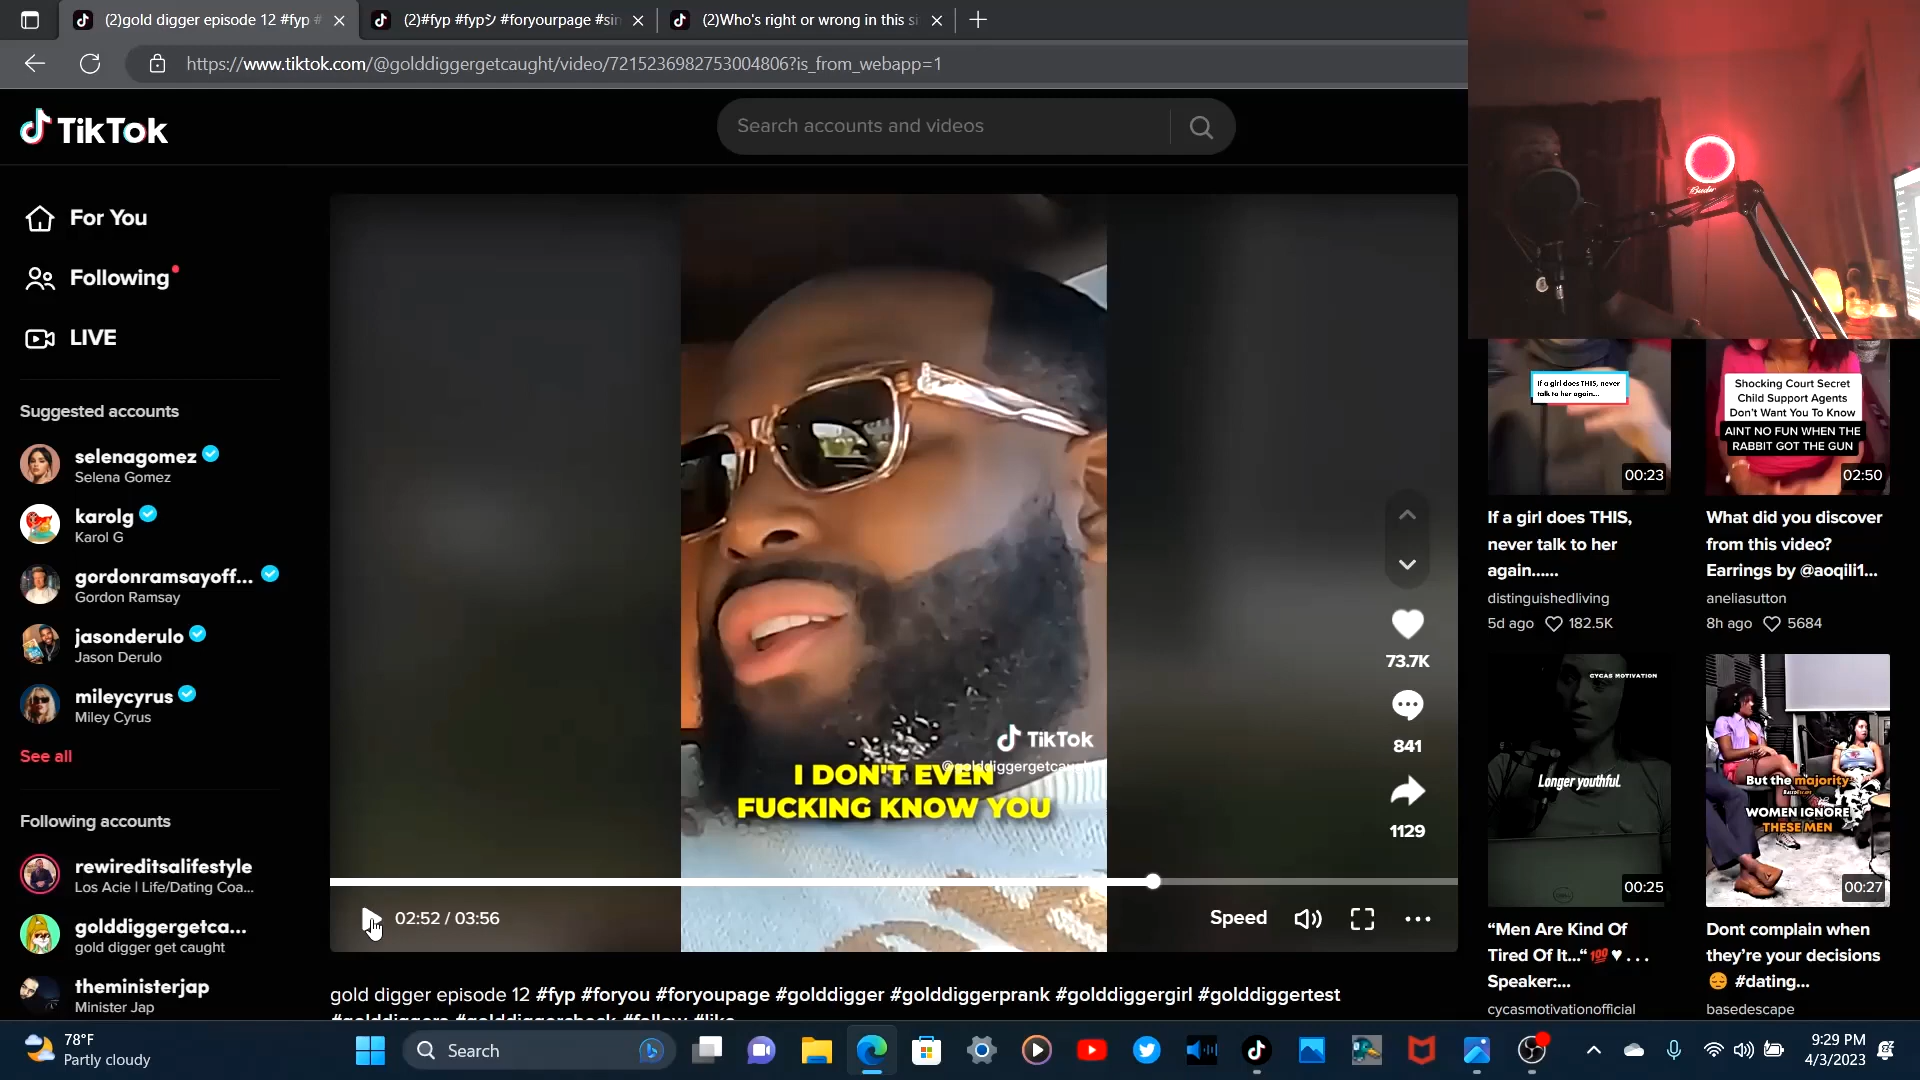 (2)gold digger episode 12 #fyp #
(2)#fyp #fypシ #foryourpage #sin
(2)Who's right or wrong in this si
https://www.tiktok.com/@golddiggergetcaught/video/7215236982753004806?is_from_webapp=1
TikTok
Search accounts and videos
For You
Following
LIVE
Suggested accounts
selenagomez
Selena Gomez
karolg
Karol G
gordonramsayoff...
Gordon Ramsay
jasonderulo
Jason Derulo
mileycyrus
Miley Cyrus
See all
Following accounts
rewireditsalifestyle
Los Acie | Life/Dating Coa...
golddiggergetca...
gold digger get caught
theministerjap
Minister Jap
TikTok
@golddiggergetcaugh
I DON'T EVEN
FUCKING KNOW YOU
73.7K
841
1129
02:52 / 03:56
Speed
gold digger episode 12 #fyp #foryou #foryoupage #golddigger #golddiggerprank #golddiggergirl #golddiggertest
#golddiggers #golddiggercheck #follow #like
If a girl does THIS, never
talk to her again...
00:23
If a girl does THIS,
never talk to her
again......
distinguishedliving
5d ago 182.5K
Shocking Court Secret
Child Support Agents
Don't Want You To Know
AINT NO FUN WHEN THE
RABBIT GOT THE GUN
02:50
What did you discover
from this video?
Earrings by @aoqili1...
aneliasutton
8h ago 5684
CYCAS MOTIVATION
Longer youthful.
00:25
“Men Are Kind Of
Tired Of It...“💯♥...
Speaker:...
cycasmotivationofficial
But the majority
WOMEN IGNORE
THESE MEN
00:27
Dont complain when
they're your decisions
😔 #dating...
basedescape
78°F
Partly cloudy
Search
9:29 PM
4/3/2023